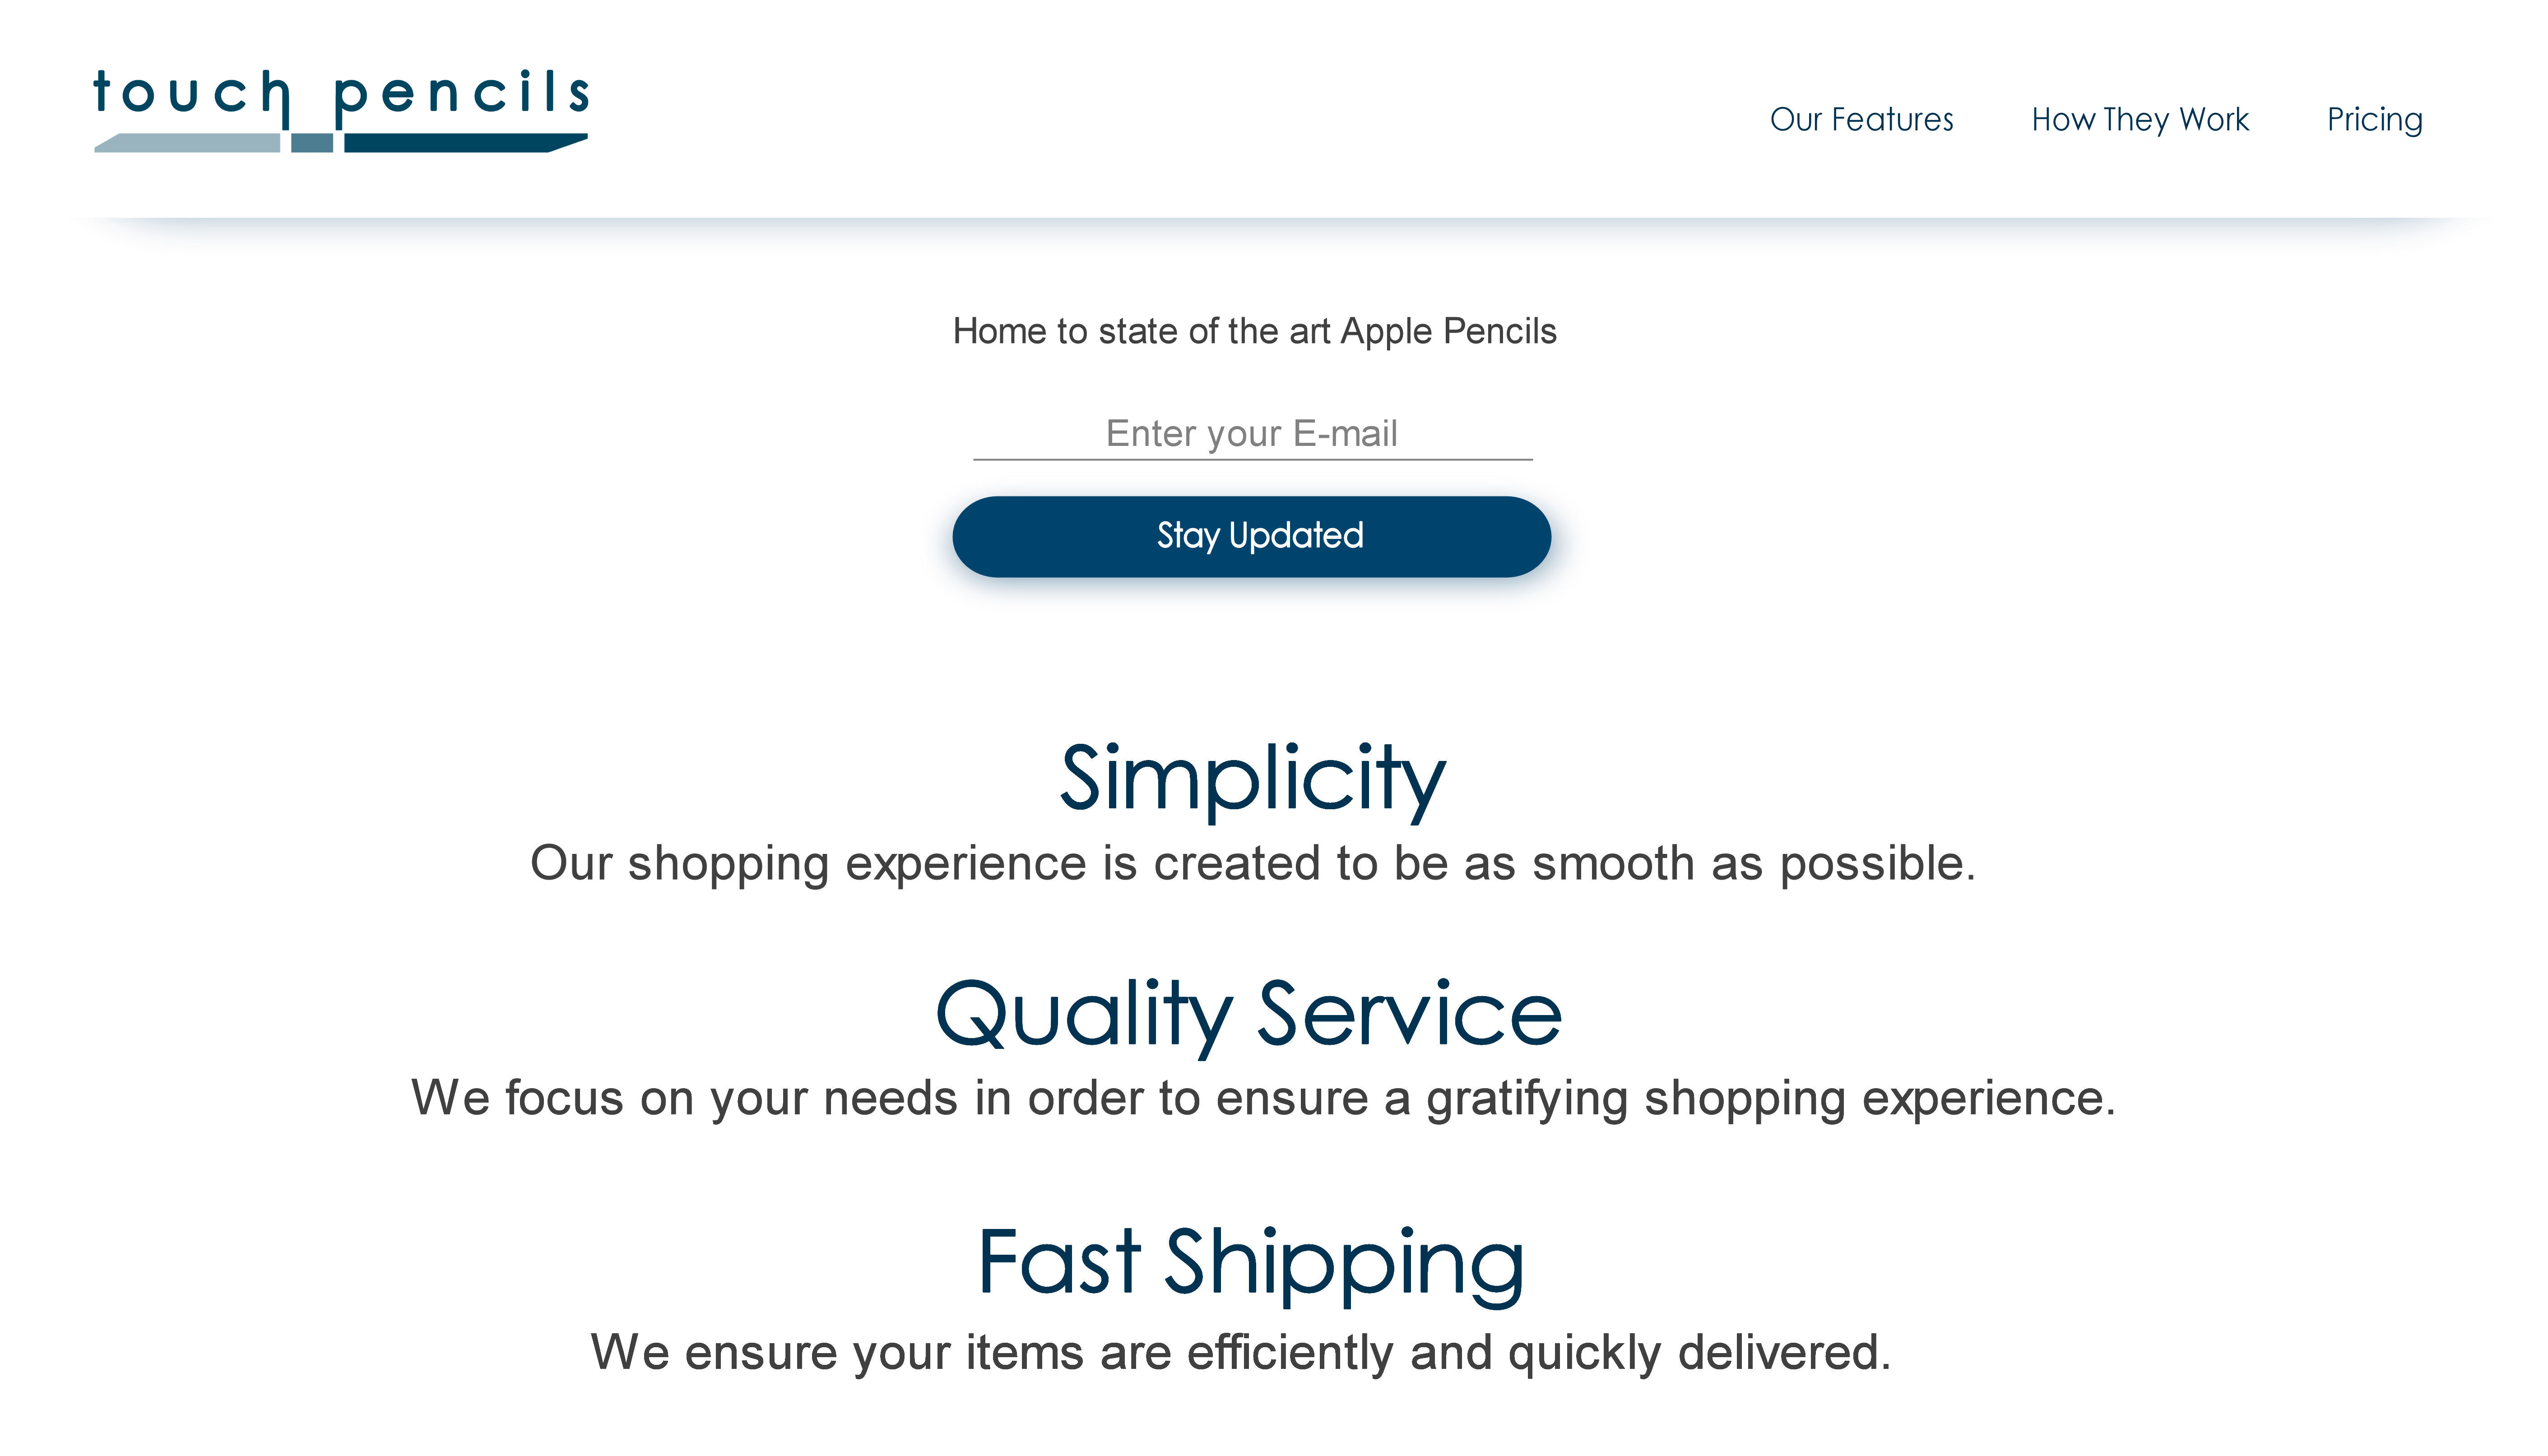 touch pencils
Our Features
How They Work
Pricing
Home to state of the art Apple Pencils
Enter your E-mail
Stay Updated
Simplicity
Our shopping experience is created to be as smooth as possible.
Quality Service
We focus on your needs in order to ensure a gratifying shopping experience.
Fast Shipping
We ensure your items are efficiently and quickly delivered.